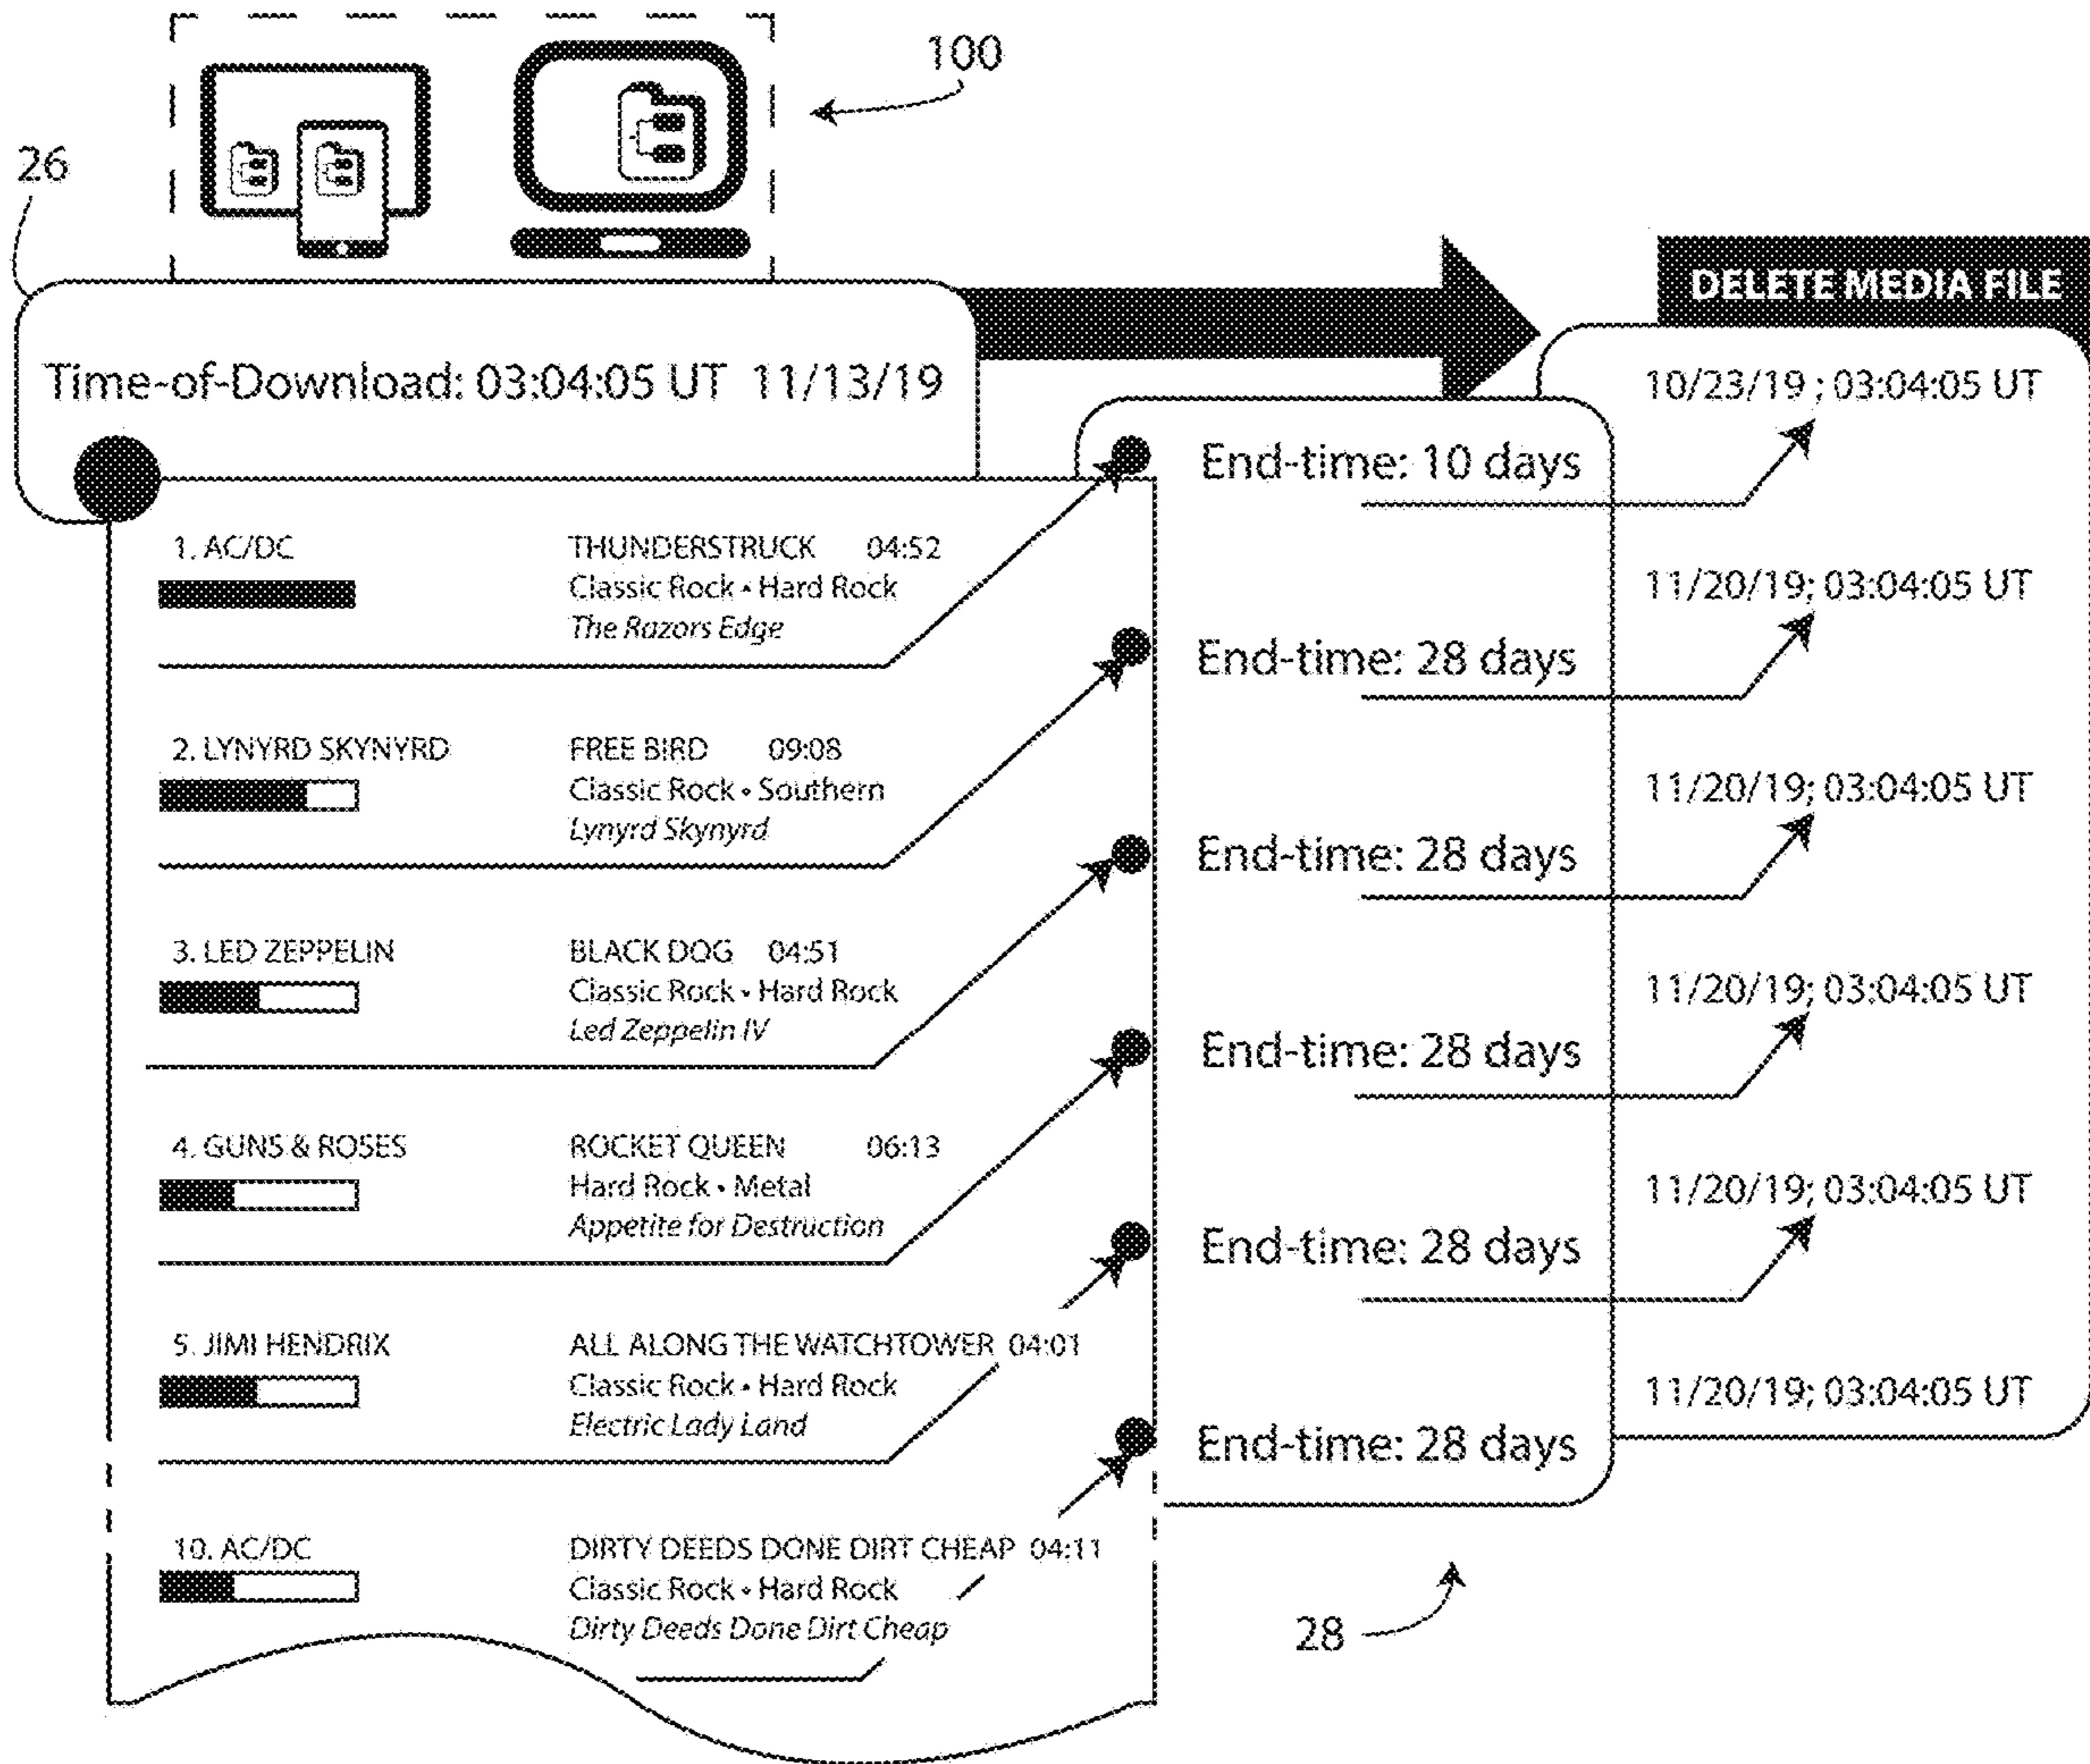 100
26
DELETE MEDIA FILE
Time-of-Download: 03:04:05 UT 11/13/19
10/23/19 ; 03:04:05 UT
End-time: 10 days
1. AC/DC THUNDERSTRUCK 04:52
Classic Rock • Hard Rock
The Razors Edge
11/20/19; 03:04:05 UT
End-time: 28 days
2. LYNYRD SKYNYRD FREE BIRD 09:08
Classic Rock • Southern
Lynyrd Skynyrd
11/20/19; 03:04:05 UT
End-time: 28 days
3. LED ZEPPELIN BLACK DOG 04:51
Classic Rock • Hard Rock
Led Zeppelin IV
11/20/19; 03:04:05 UT
End-time: 28 days
4. GUNS & ROSES ROCKET QUEEN 06:13
Hard Rock • Metal
Appetite for Destruction
11/20/19; 03:04:05 UT
End-time: 28 days
5. JIMI HENDRIX ALL ALONG THE WATCHTOWER 04:01
Classic Rock • Hard Rock
Electric Lady Land
11/20/19; 03:04:05 UT
End-time: 28 days
10. AC/DC DIRTY DEEDS DONE DIRT CHEAP 04:11
Classic Rock • Hard Rock
Dirty Deeds Done Dirt Cheap
28